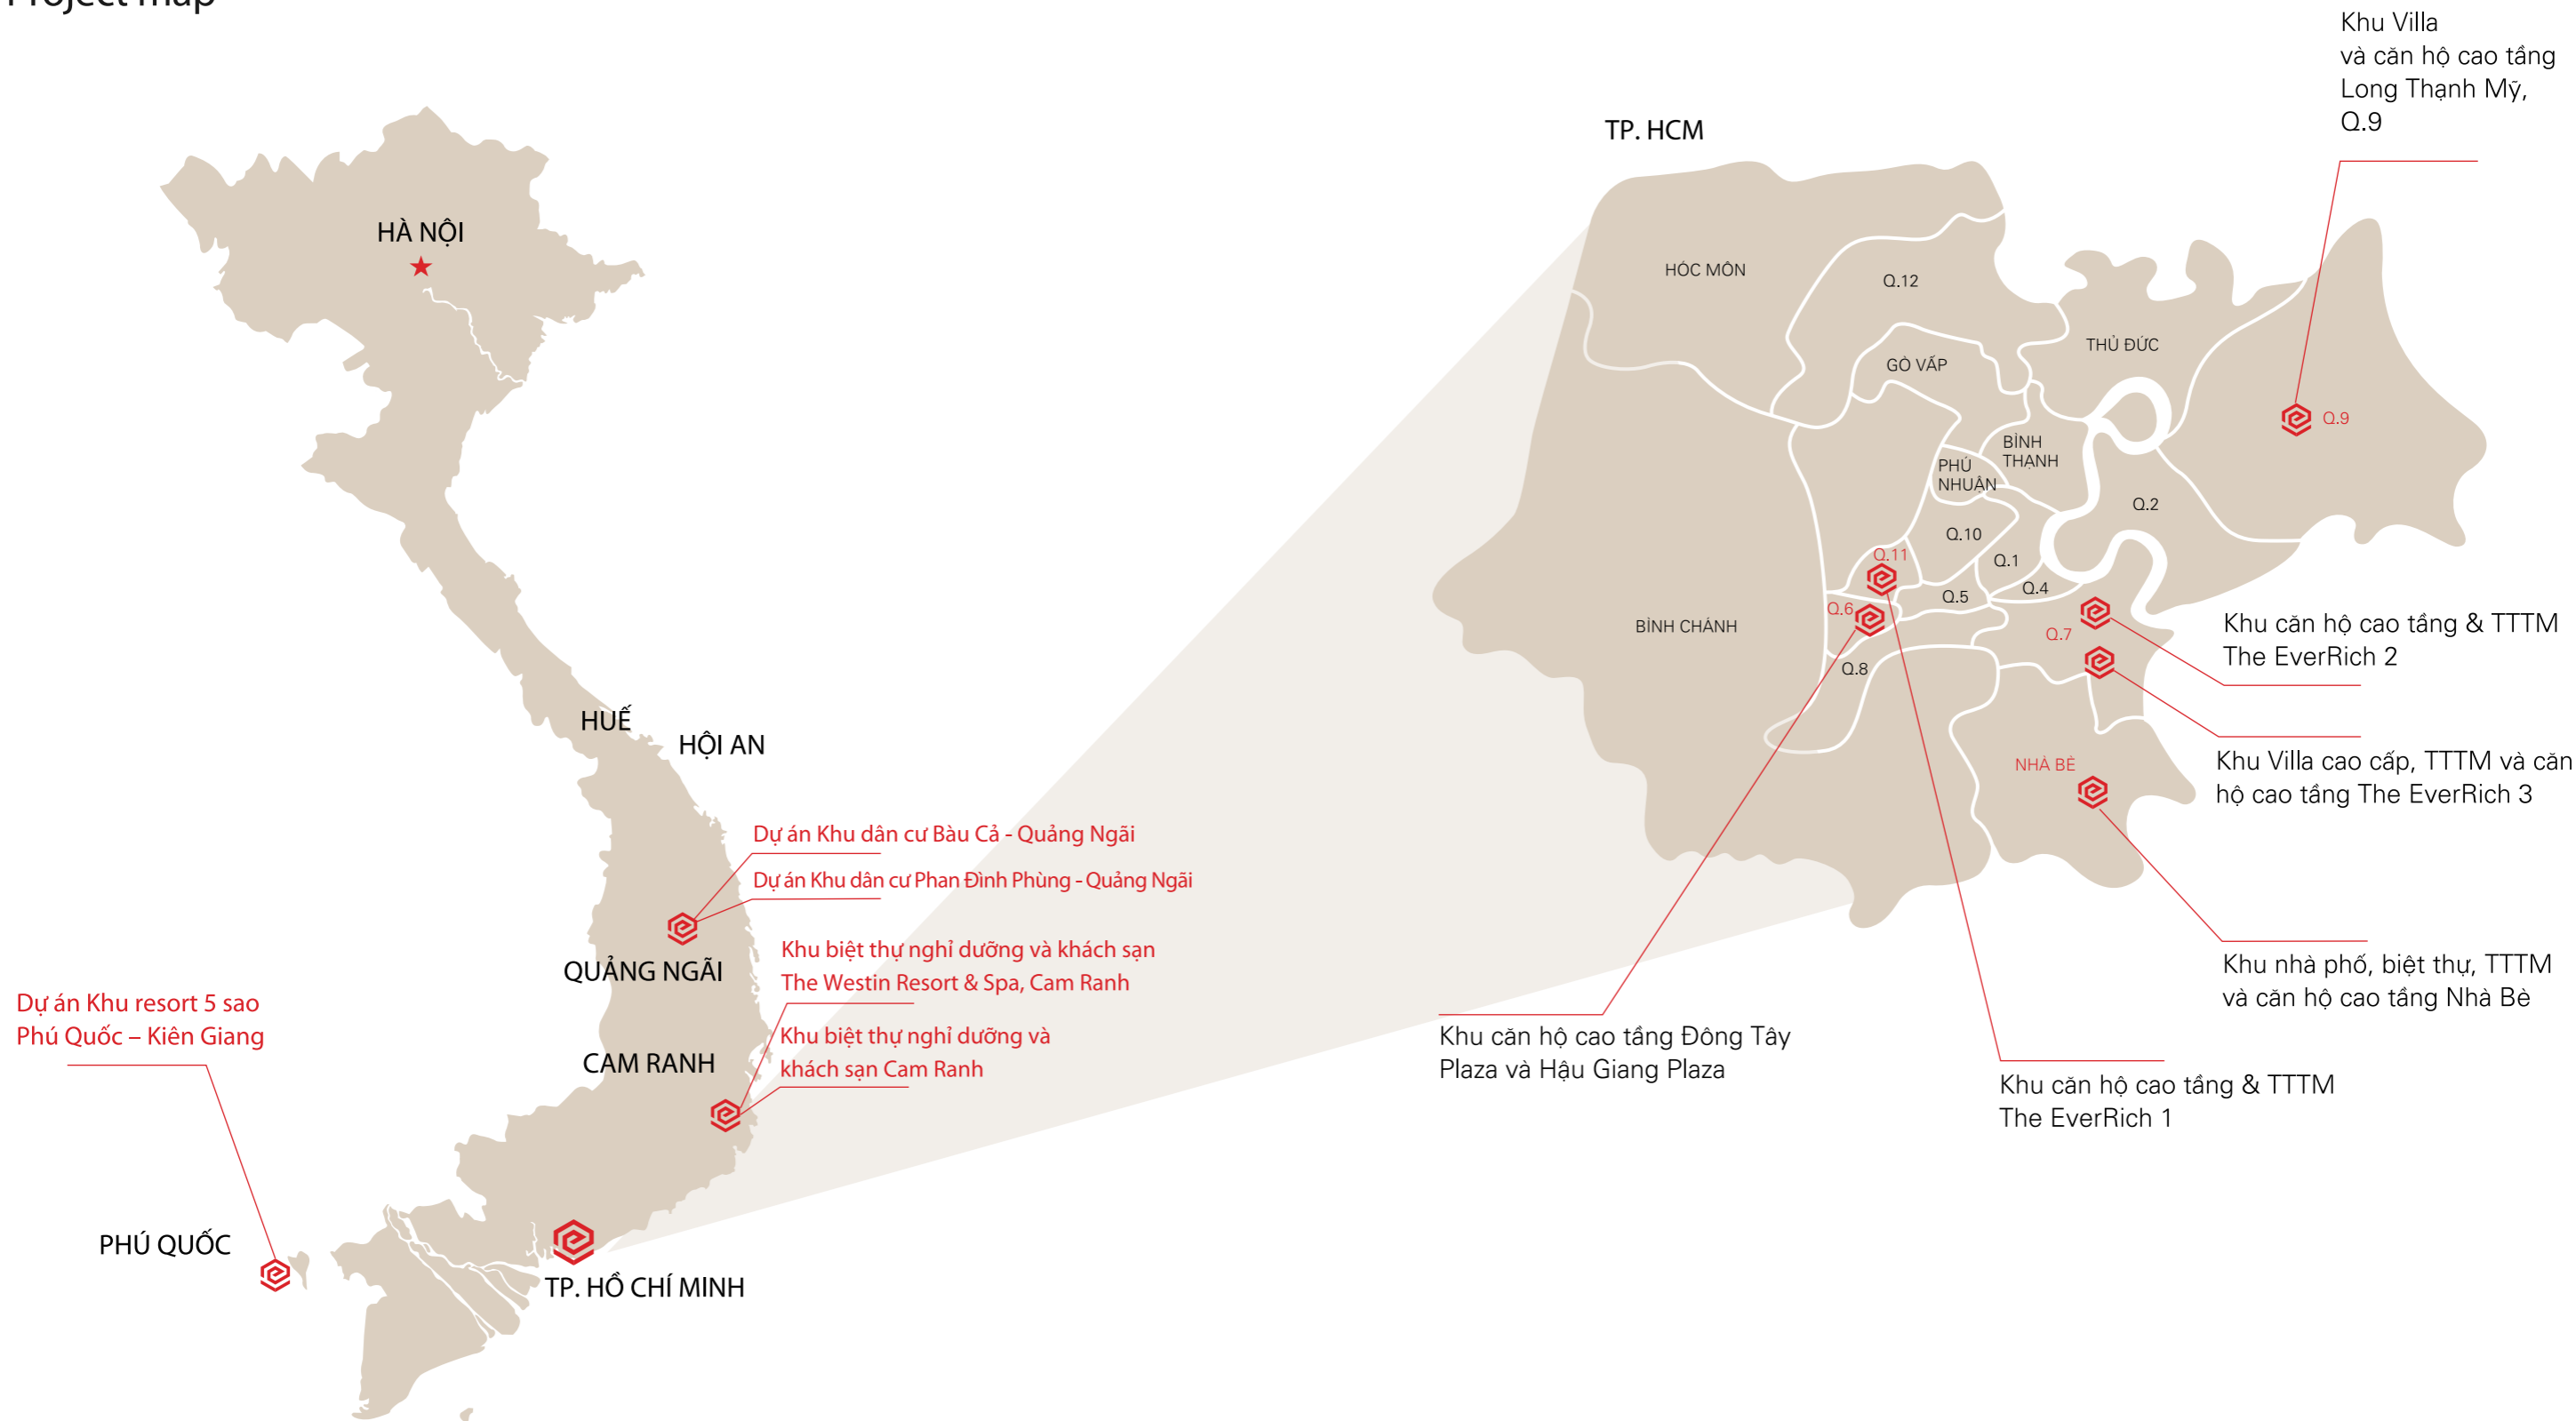 Project map
Khu Villa
và căn hộ cao tầng
Long Thạnh Mỹ,
Q.9
TP. HCM
HÀ NỘI
HÓC MÔN
Q.12
THỦ ĐỨC
GÒ VẤP
Q.9
BÌNH
THẠNH
PHÚ
NHUẬN
Q.2
Q.10
Q.11
Q.1
Q.4
Q.5
Q.6
BÌNH CHÁNH
Q.7
Q.8
Khu căn hộ cao tầng & TTTM
The EverRich 2
Khu Villa cao cấp, TTTM và căn
hộ cao tầng The EverRich 3
NHÀ BÈ
HUẾ
HỘI AN
Dự án Khu dân cư Bàu Cả - Quảng Ngãi
Dự án Khu dân cư Phan Đình Phùng - Quảng Ngãi
Khu biệt thự nghỉ dưỡng và khách sạn
The Westin Resort & Spa, Cam Ranh
QUẢNG NGÃI
Khu nhà phố, biệt thự, TTTM
và căn hộ cao tầng Nhà Bè
Dự án Khu resort 5 sao
Phú Quốc – Kiên Giang
Khu biệt thự nghỉ dưỡng và
khách sạn Cam Ranh
CAM RANH
Khu căn hộ cao tầng Đông Tây
Plaza và Hậu Giang Plaza
Khu căn hộ cao tầng & TTTM
The EverRich 1
PHÚ QUỐC
TP. HỒ CHÍ MINH